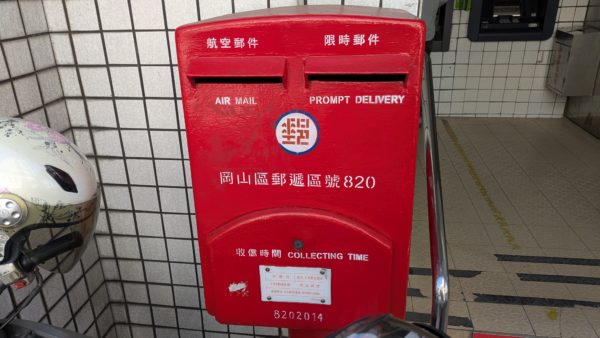 航空郵件 限時郵件
AIR MAIL PROMPT DELIVERY
郵
岡山區郵遞區號820
收信時間 COLLECTING TIME
8202014